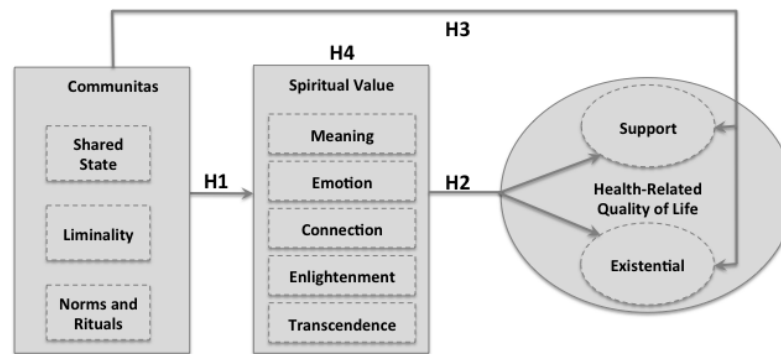 H3
H4
Communitas
Shared
State
Liminality
Norms and
Rituals
H1
Spiritual Value
Meaning
Emotion
Connection
Enlightenment
Transcendence
H2
Support
Health-Related
Quality of Life
Existential